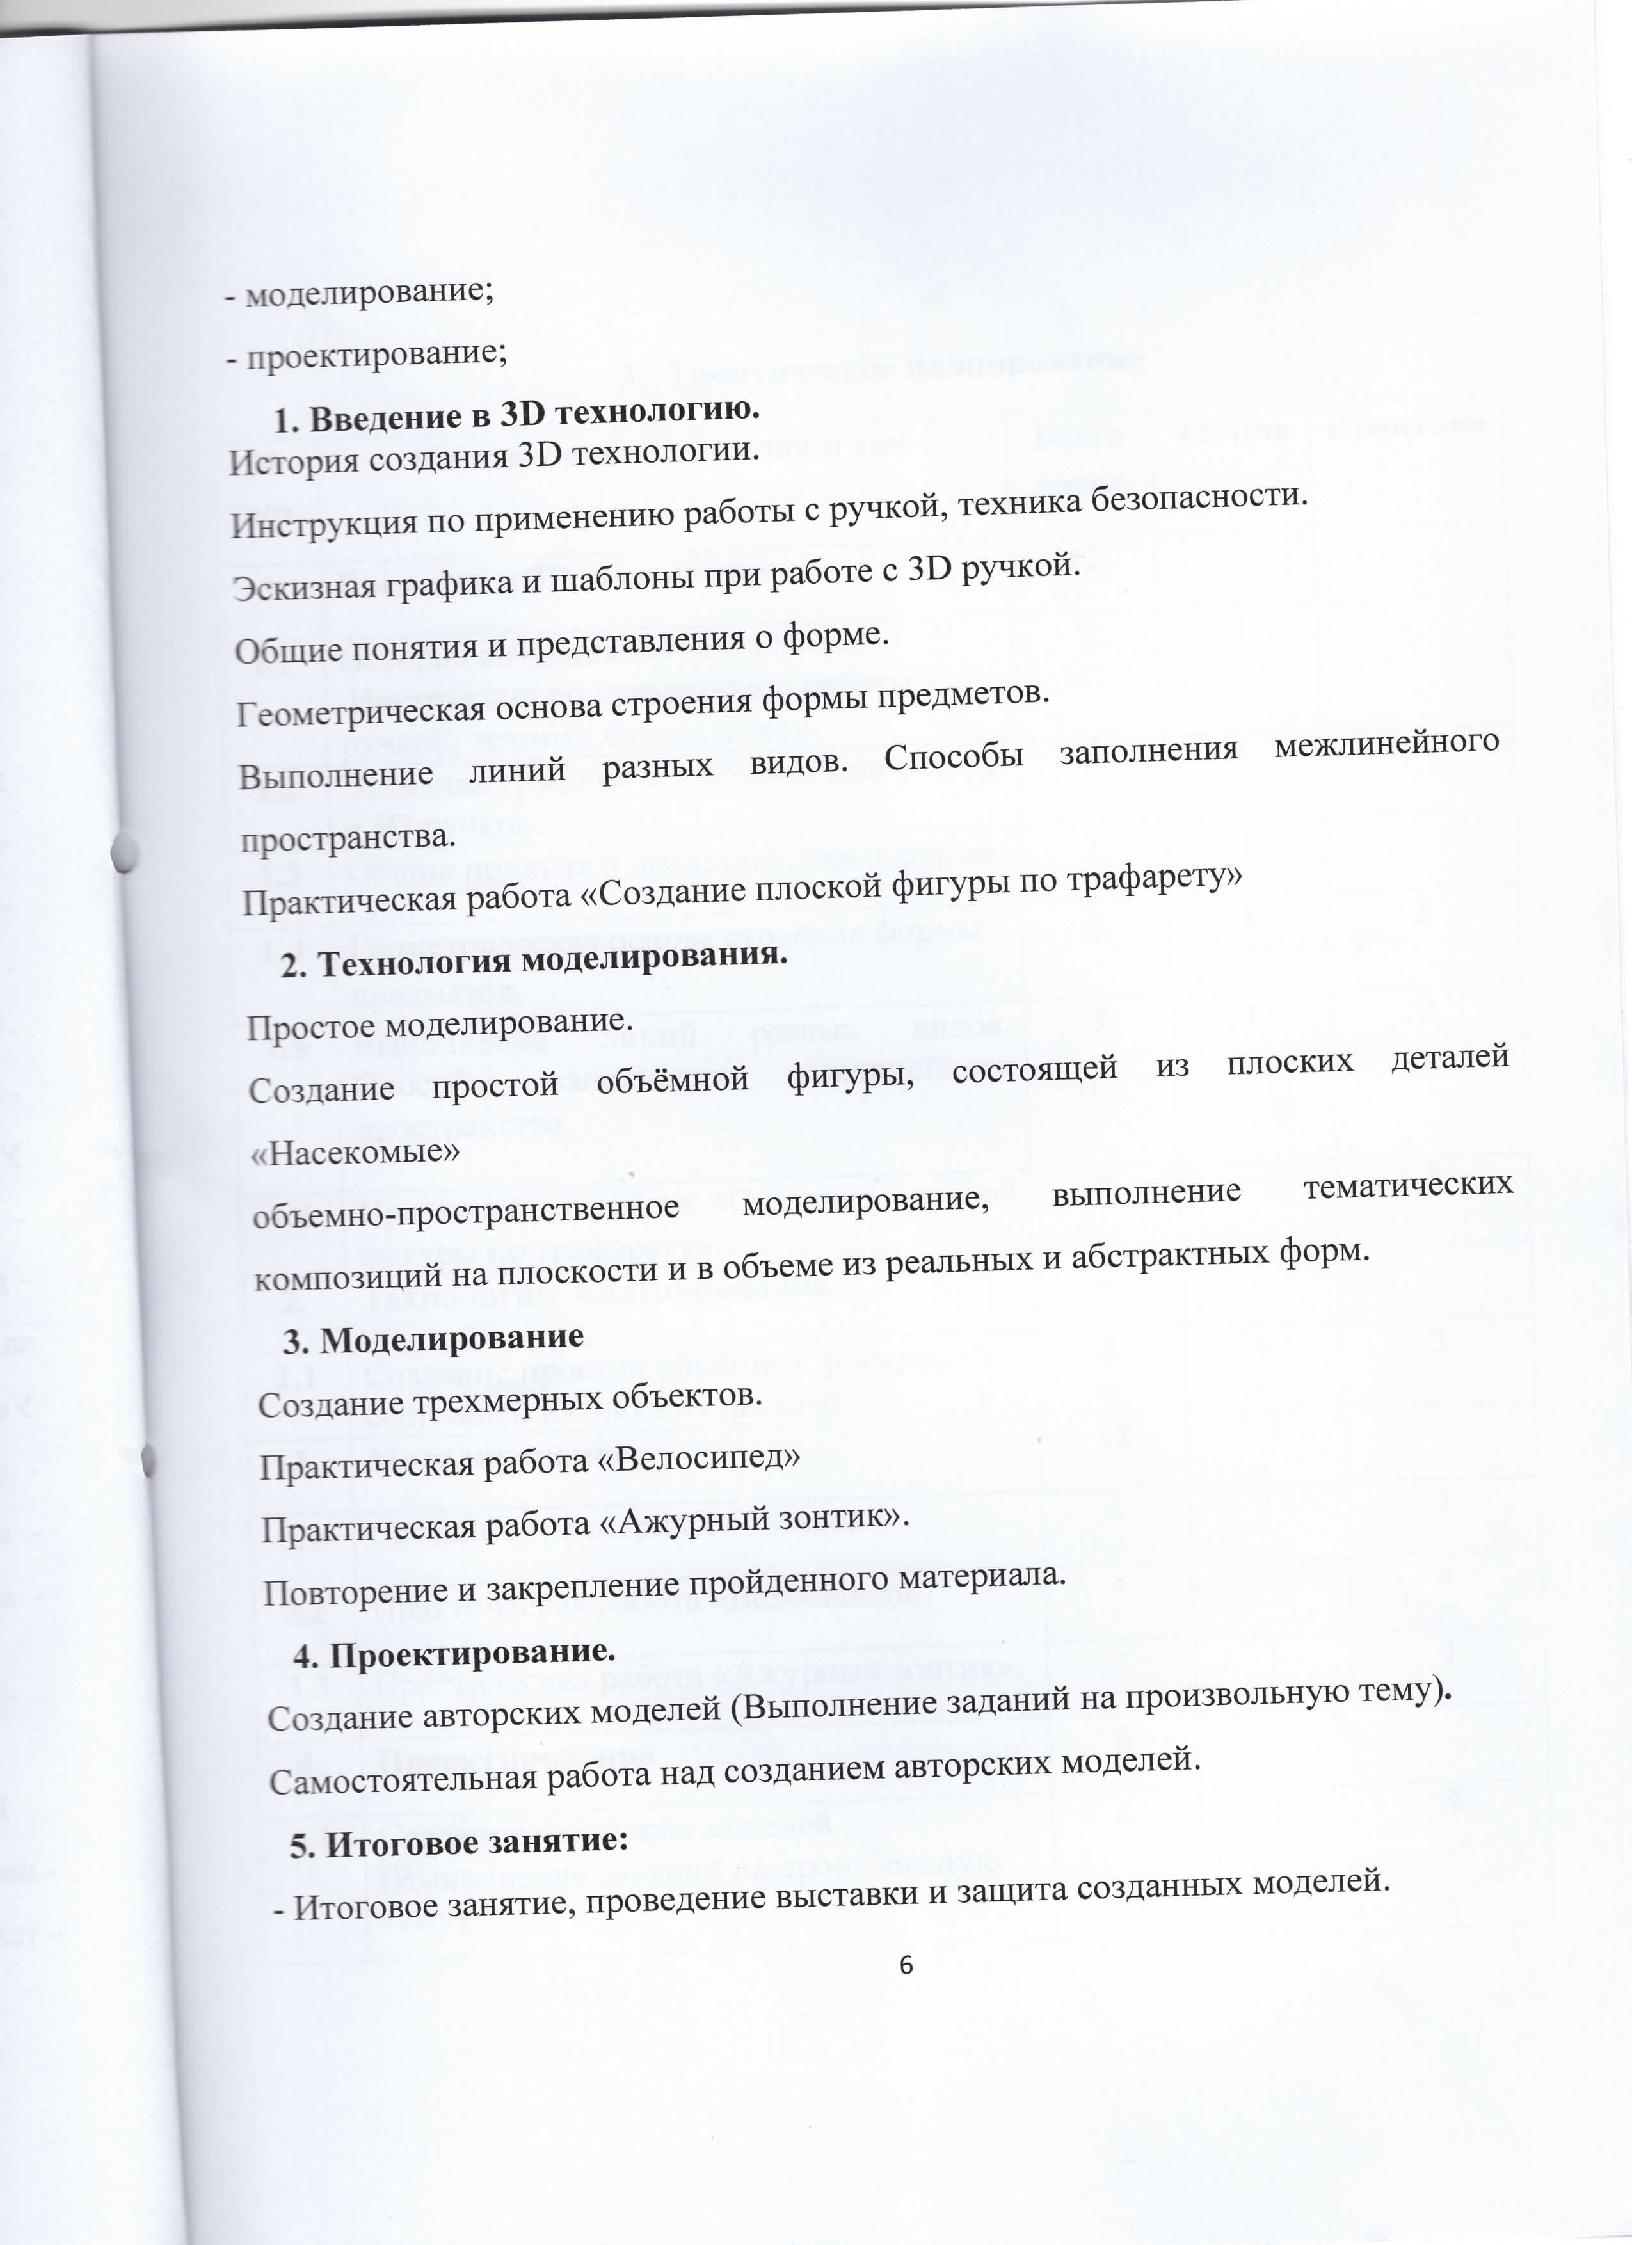 - моделирование;
- проектирование;
1. Введение в 3D технологию.
История создания 3D технологии.
Инструкция по применению работы с ручкой, техника безопасности.
Эскизная графика и шаблоны при работе с 3D ручкой.
Общие понятия и представления о форме.
Геометрическая основа строения формы предметов.
Выполнение линий разных видов. Способы заполнения межлинейного
пространства.
Практическая работа «Создание плоской фигуры по трафарету»
2. Технология моделирования.
Простое моделирование.
Создание простой объёмной фигуры, состоящей из плоских деталей
«Насекомые»
объемно-пространственное моделирование, выполнение тематических
композиций на плоскости и в объеме из реальных и абстрактных форм.
3. Моделирование
Создание трехмерных объектов.
Практическая работа «Велосипед»
Практическая работа «Ажурный зонтик».
Повторение и закрепление пройденного материала.
4. Проектирование.
Создание авторских моделей (Выполнение заданий на произвольную тему).
Самостоятельная работа над созданием авторских моделей.
5. Итоговое занятие:
- Итоговое занятие, проведение выставки и защита созданных моделей.
6